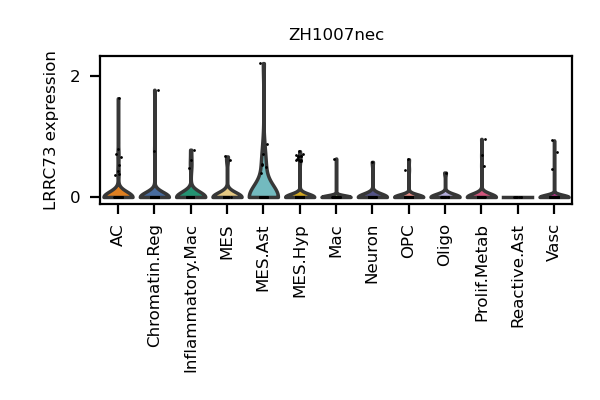 ZH1007nec
LRRC73 expression
2
0
AC
Chromatin.Reg
Inflammatory.Mac
MES
MES.Ast
MES.Hyp
Mac
Neuron
OPC
Oligo
Prolif.Metab
Reactive.Ast
Vasc